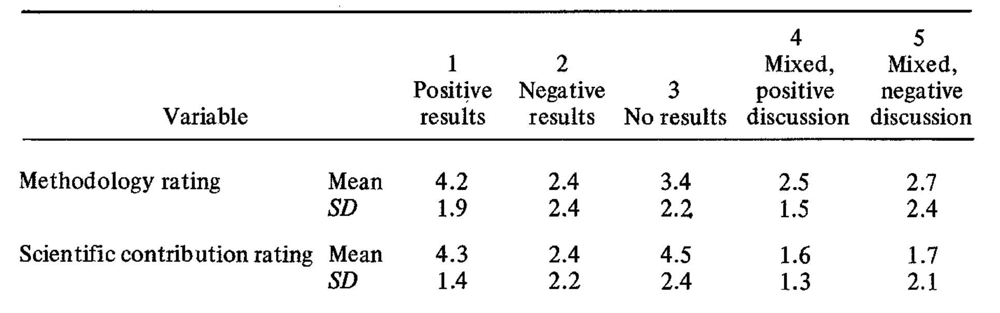 4 5
1 2 Mixed, Mixed,
Positive Negative 3 positive negative
Variable results results No results discussion discussion
Methodology rating Mean 4.2 2.4 3.4 2.5 2.7
SD 1.9 2.4 2.2 1.5 2.4
Scientific contribution rating Mean 4.3 2.4 4.5 1.6 1.7
SD 1.4 2.2 2.4 1.3 2.1